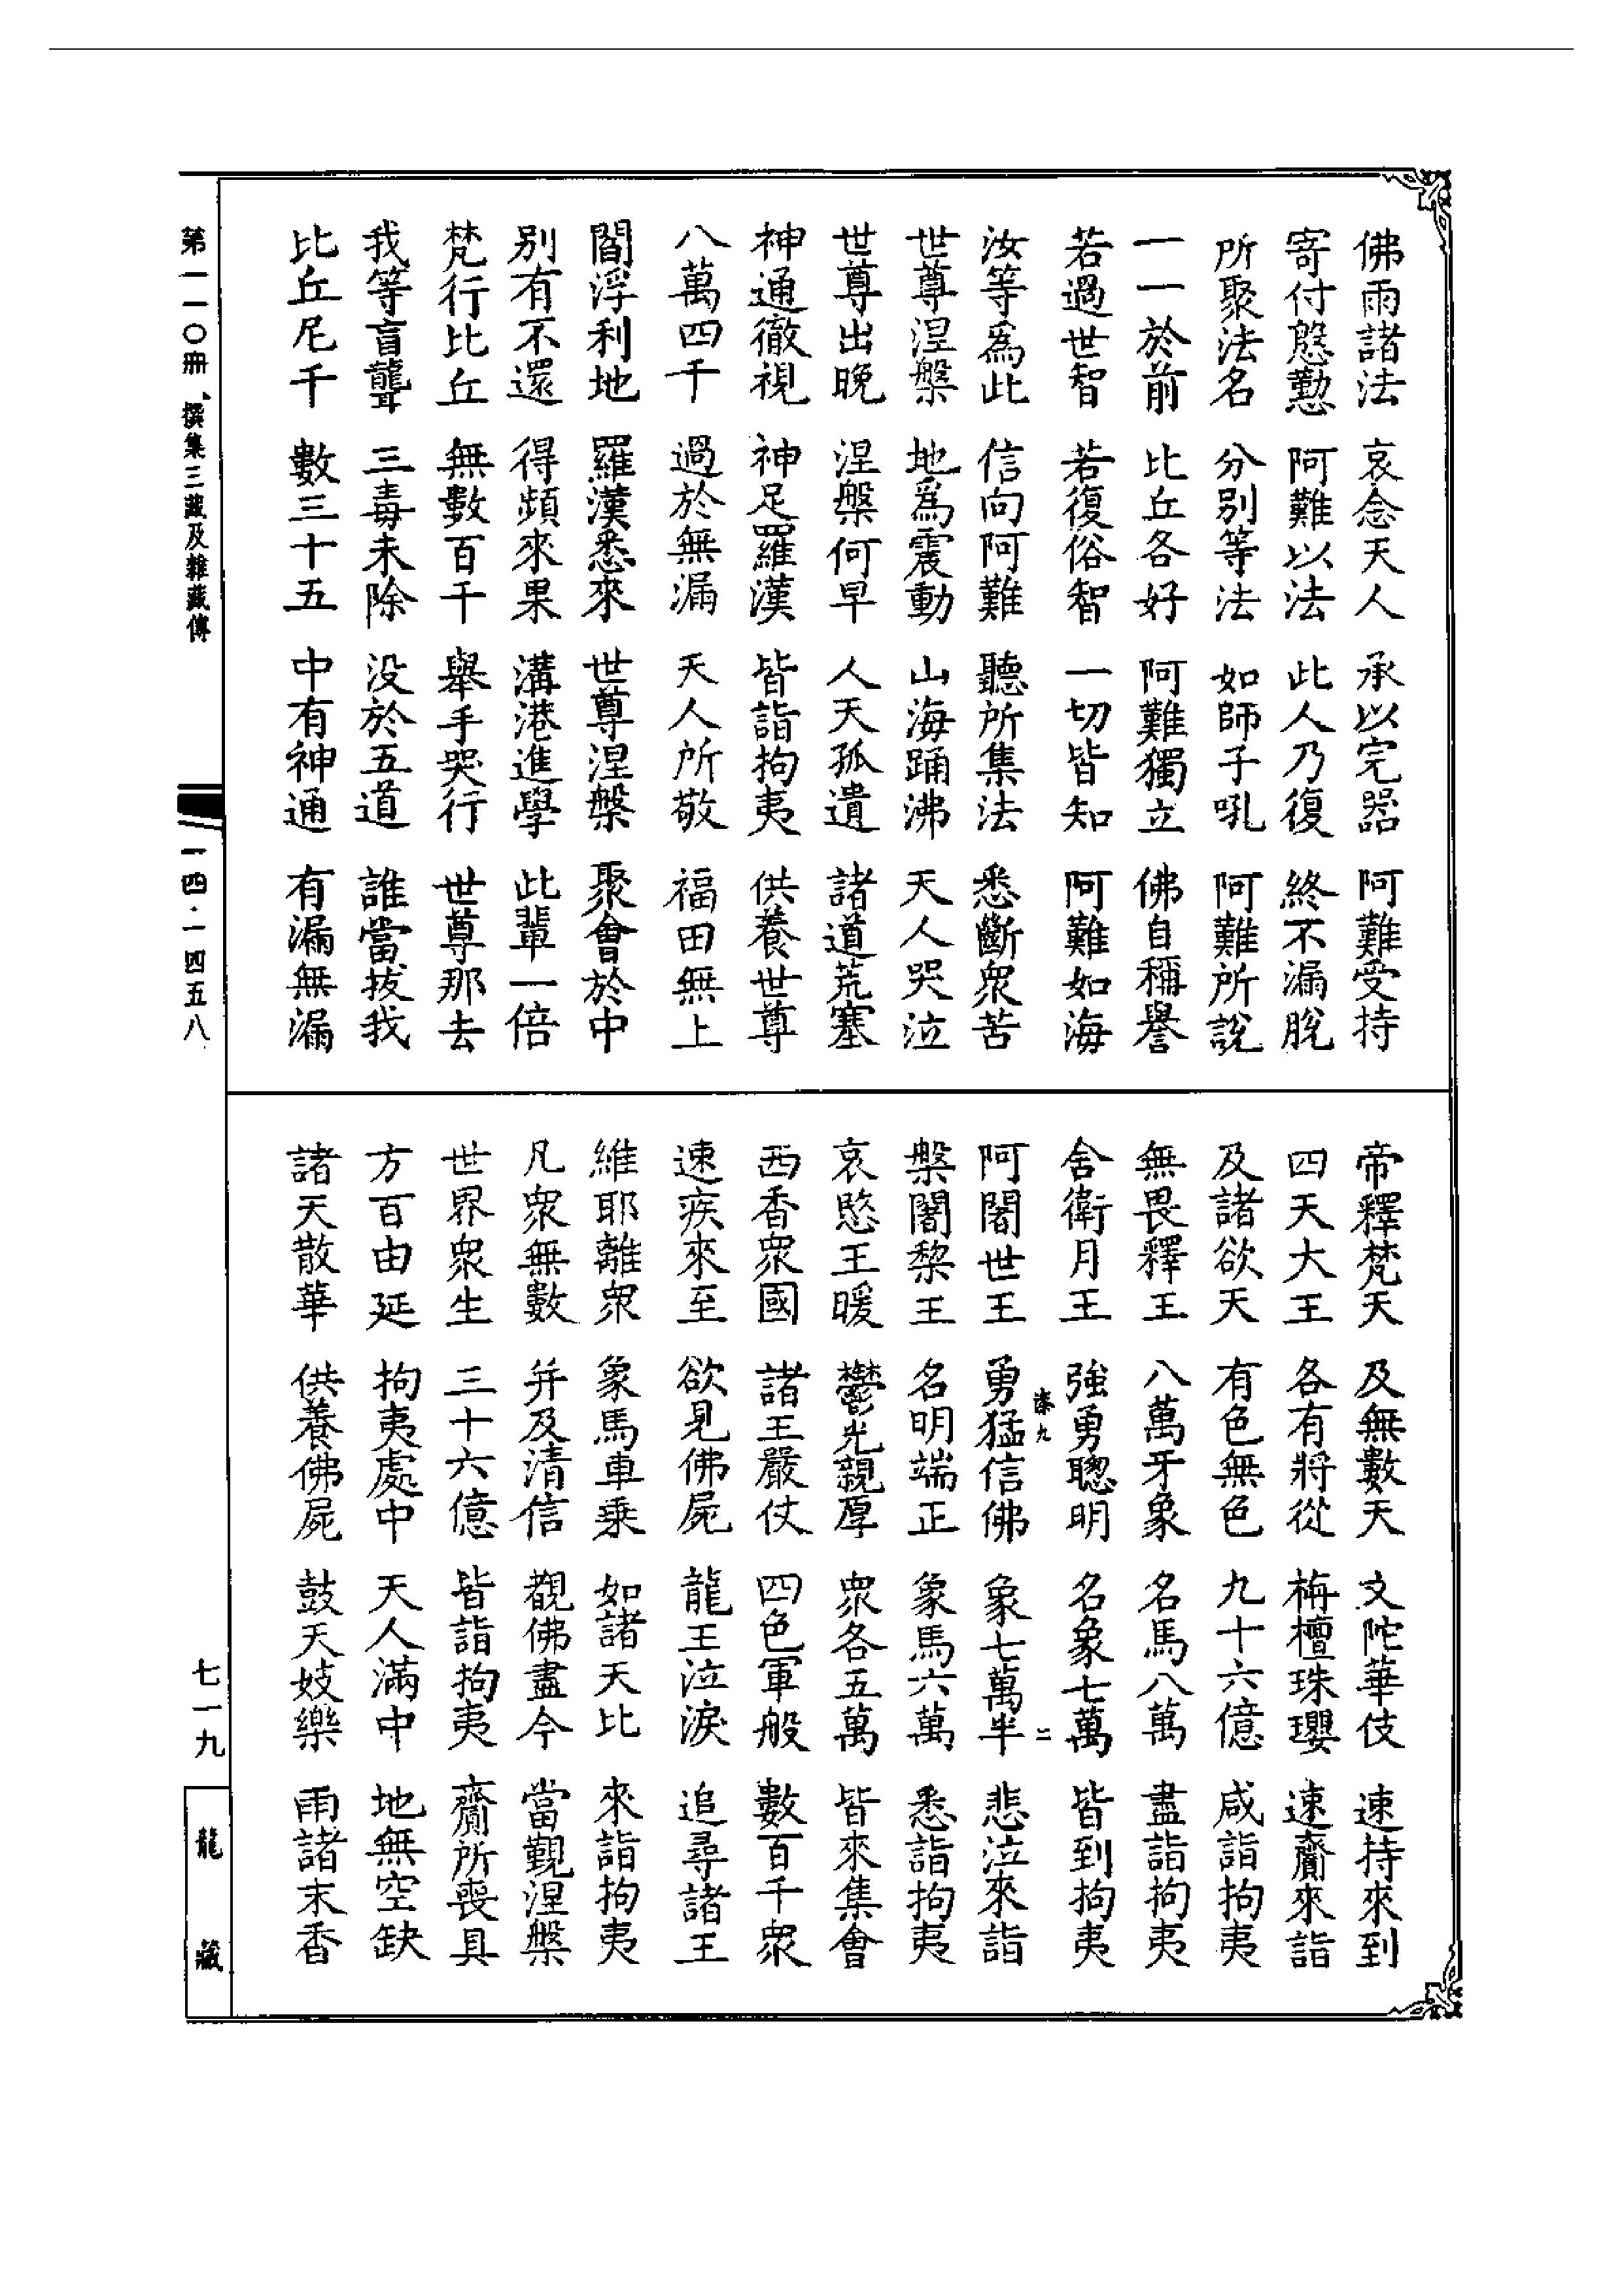 佛雨諸法　哀念天人　承以完器　阿難受持
寄付慇懃　阿難以法　此人乃復　終不漏脫
所聚法名　分別等法　如師子吼　阿難所說
一一於前　比丘各好　阿難獨立　佛自稱譽
若過世智　若復俗智　一切皆知　阿難如海
汝等爲此　信向阿難　聽所集法　悉斷衆苦
世尊涅槃　地爲震動　山海踊沸　天人哭泣
世尊出晚　涅槃何早　人天孤遺　諸道荒塞
神通徹視　神足羅漢　皆詣拘夷　供養世尊
八萬四千　過於無漏　天人所敬　福田無上
閻浮利地　羅漢悉來　世尊涅槃　聚會於中
別有不還　得頻來果　溝港進學　此輩一倍
梵行比丘　無數百千　舉手哭行　世尊那去
我等盲聾　三毒未除　没於五道　誰當拔我
比丘尼千　數三十五　中有神通　有漏無漏
帝釋梵天　及無數天　文陀華伎　速持來到
四天大王　各有將從　栴檀珠瓔　速齎來詣
及諸欲天　有色無色　九十六億　咸詣拘夷
無畏釋王　八萬牙象　名馬八萬　盡詣拘夷
舍衛月王　強勇聰明　名象七萬　皆到拘夷
九　二
阿闍世王　勇猛信佛　象七萬半　悲泣來詣
槃闍黎王　名明端正　象馬六萬　悉詣拘夷
哀愍王暖　鬱光親厚　衆各五萬　皆來集會
西香衆國　諸王嚴仗　四色軍般　數百千衆
速疾來至　欲見佛屍　龍王泣淚　追尋諸王
維耶離衆　象馬車乗　如諸天比　來詣拘夷
凡衆無數　并及清信　覩佛盡今　當觀涅槃
世界衆生　三十六億　皆詣拘夷　齎所喪具
方百由延　拘夷處中　天人滿中　地無空缺
諸天散華　供養佛屍　鼓天妓樂　雨諸末香
第一一〇冊　撰集三藏及雜藏傳
一四·一四五八
七一九
龍藏